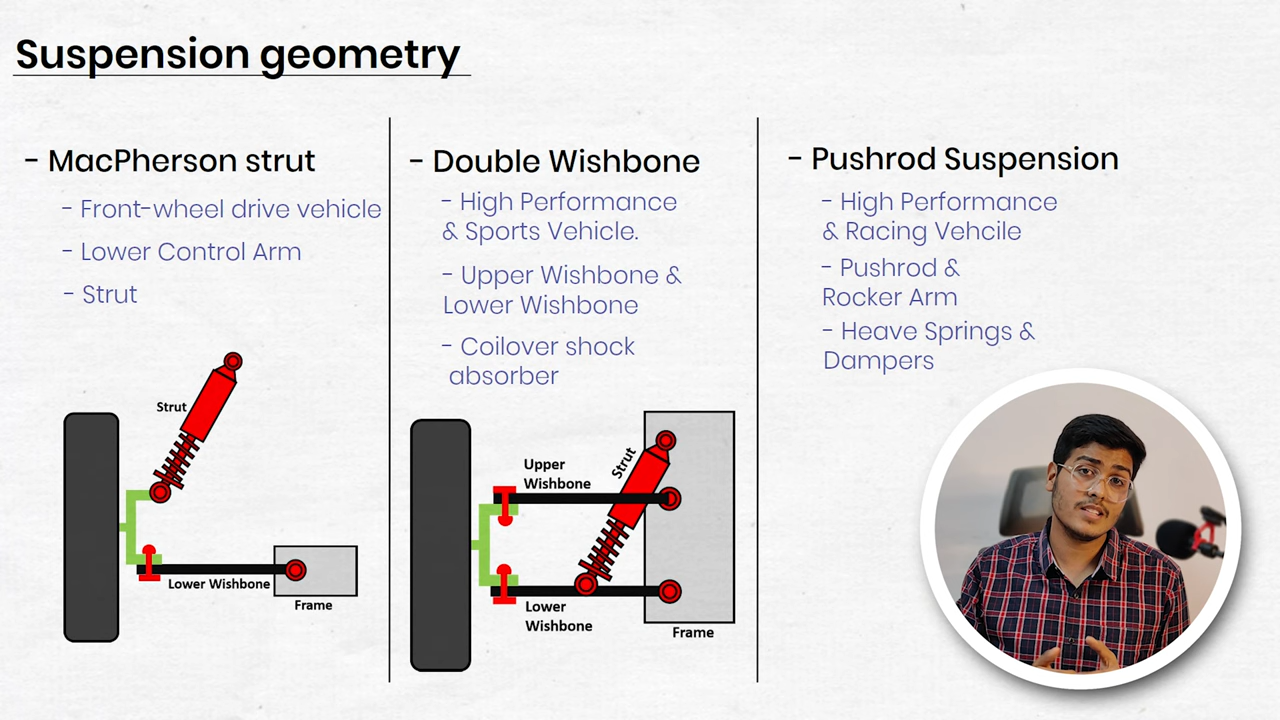 Suspension geometry
- MacPherson strut
- Front-wheel drive vehicle
- Lower Control Arm
- Strut
Strut
Lower Wishbone
Frame
- Double Wishbone
- High Performance
& Sports Vehicle.
- Upper Wishbone &
Lower Wishbone
- Coilover shock
absorber
Upper
Wishbone
Strut
Lower
Wishbone
Frame
- Pushrod Suspension
- High Performance
& Racing Vehcile
- Pushrod &
Rocker Arm
- Heave Springs &
Dampers